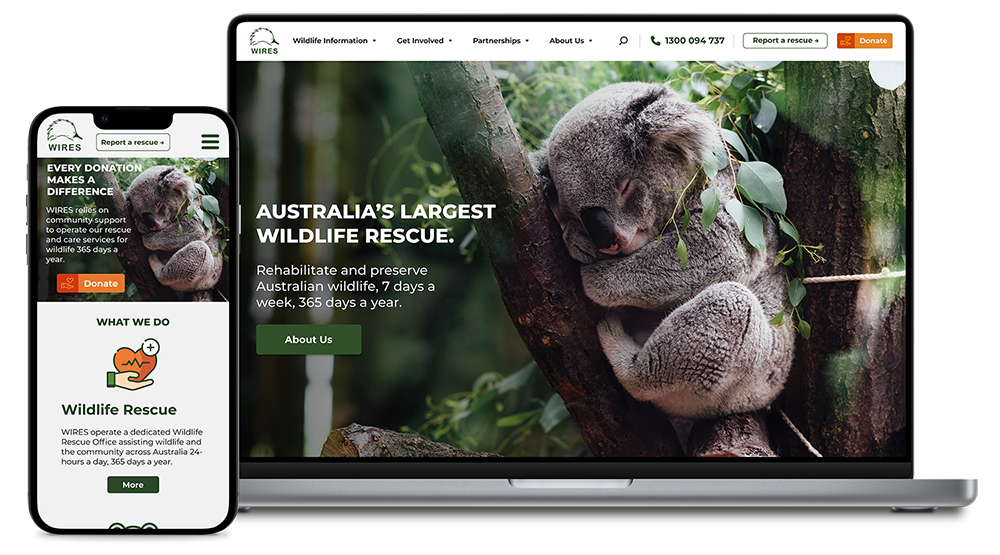 WIRES
Report a rescue →
EVERY DONATION
MAKES A
DIFFERENCE
WIRES relies on
community support
to operate our rescue
and care services for
wildlife 365 days a
year.
Donate
WHAT WE DO
Wildlife Rescue
WIRES operate a dedicated Wildlife
Rescue Office assisting wildlife and
the community across Australia 24-
hours a day, 365 days a year.
More
WIRES
Wildlife Information
Get Involved
Partnerships
About Us
1300 094 737
Report a rescue →
Donate
AUSTRALIA'S LARGEST
WILDLIFE RESCUE.
Rehabilitate and preserve
Australian wildlife, 7 days a
week, 365 days a year.
About Us